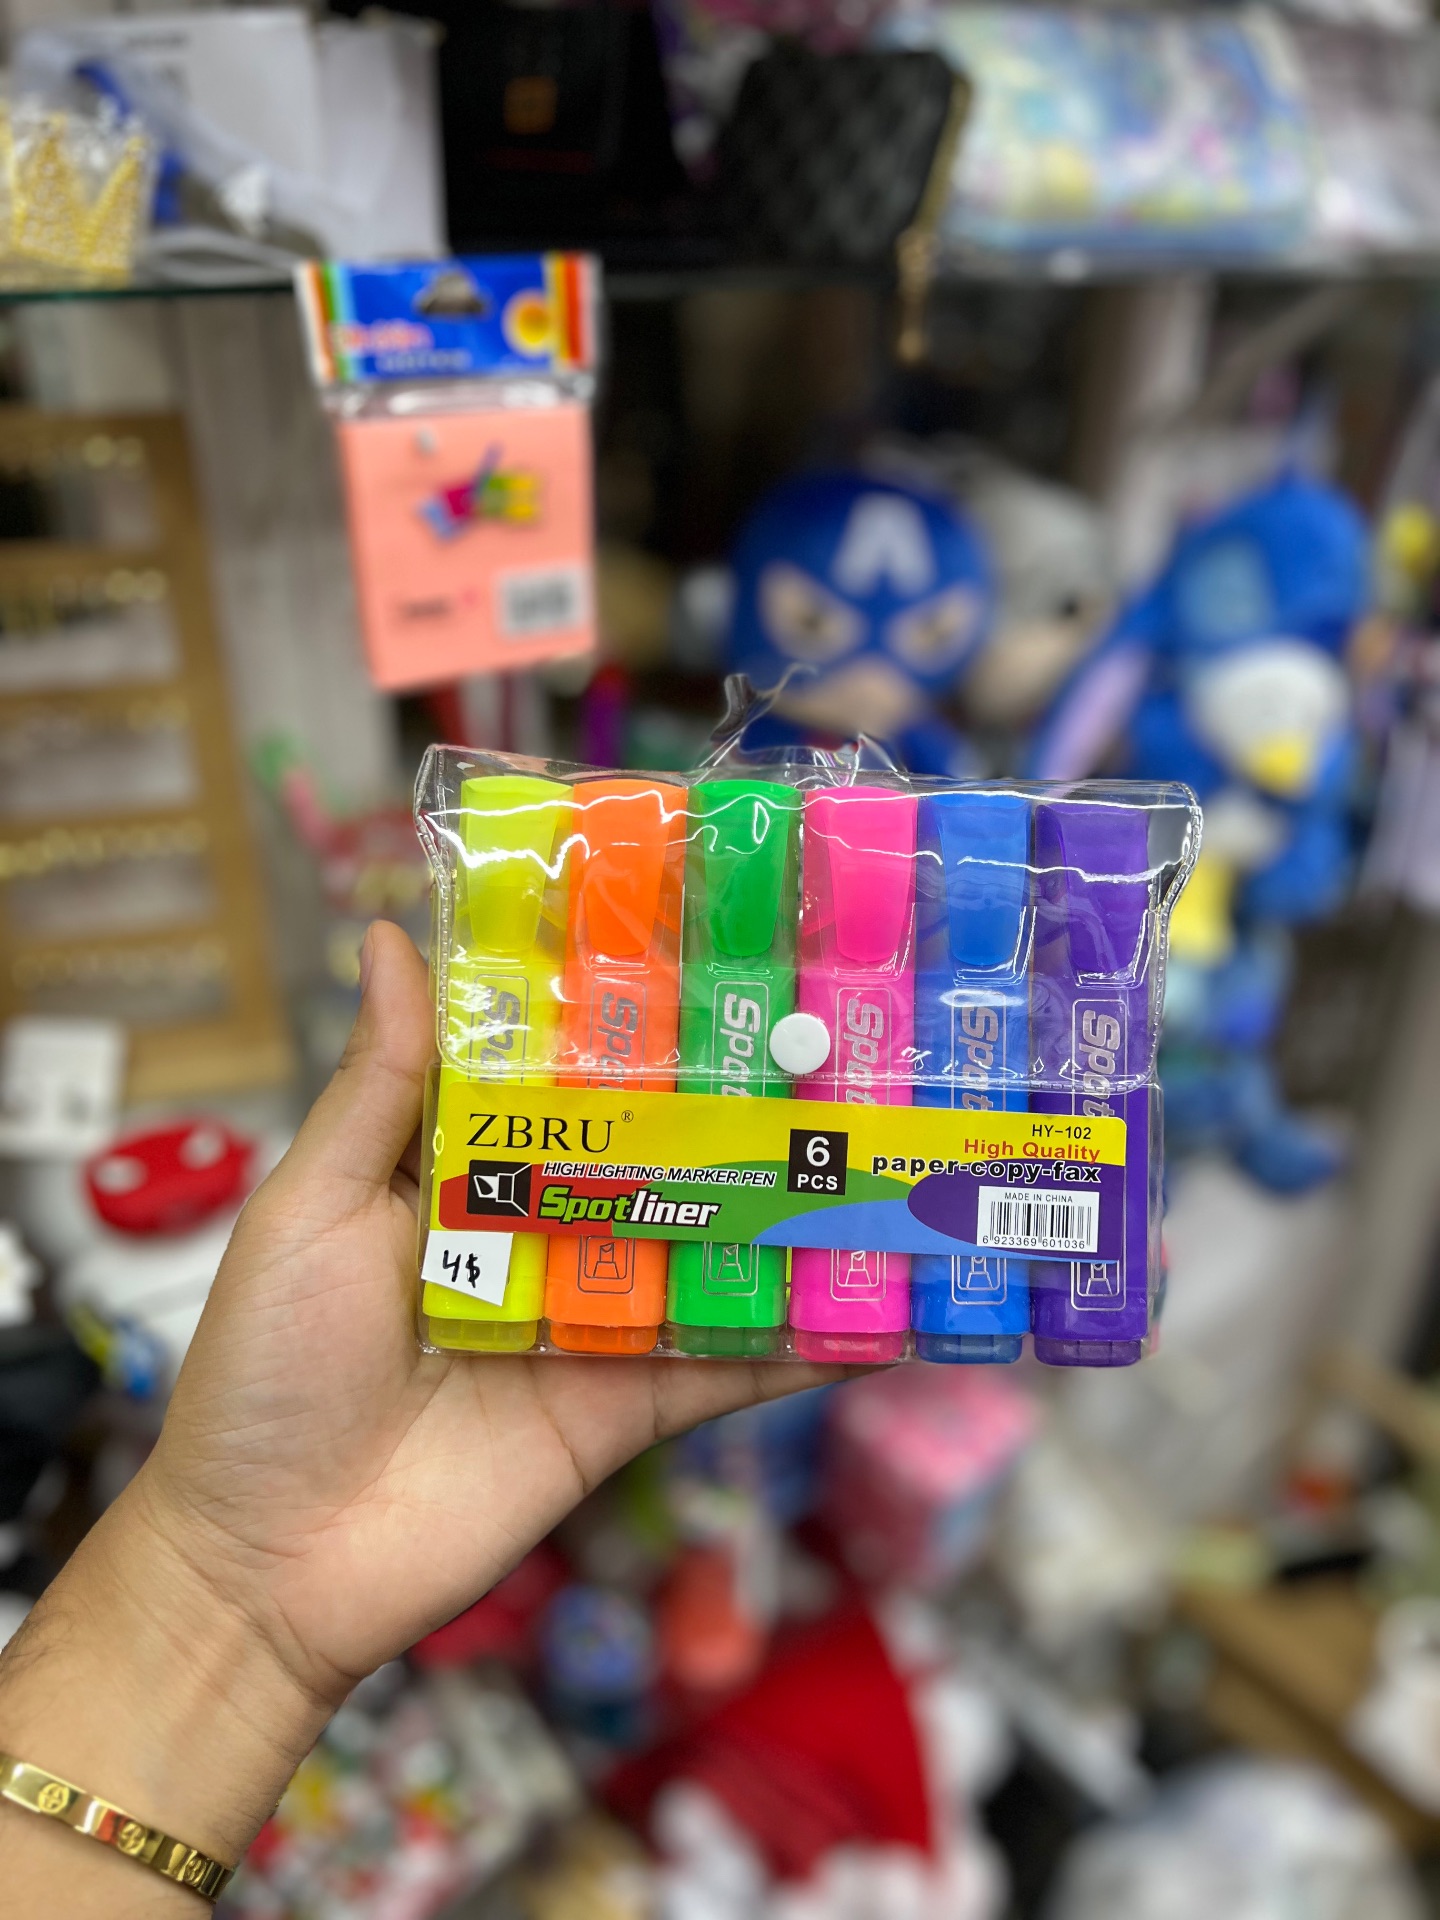 A
Spot
Spot
Spot
Spot
Spot
Spot
ZBRU®
HIGH LIGHTING MARKER PEN
Spotliner
6
PCS
HY-102
High Quality
paper-copy-fax
MADE IN CHINA
6 923369 601036
4$